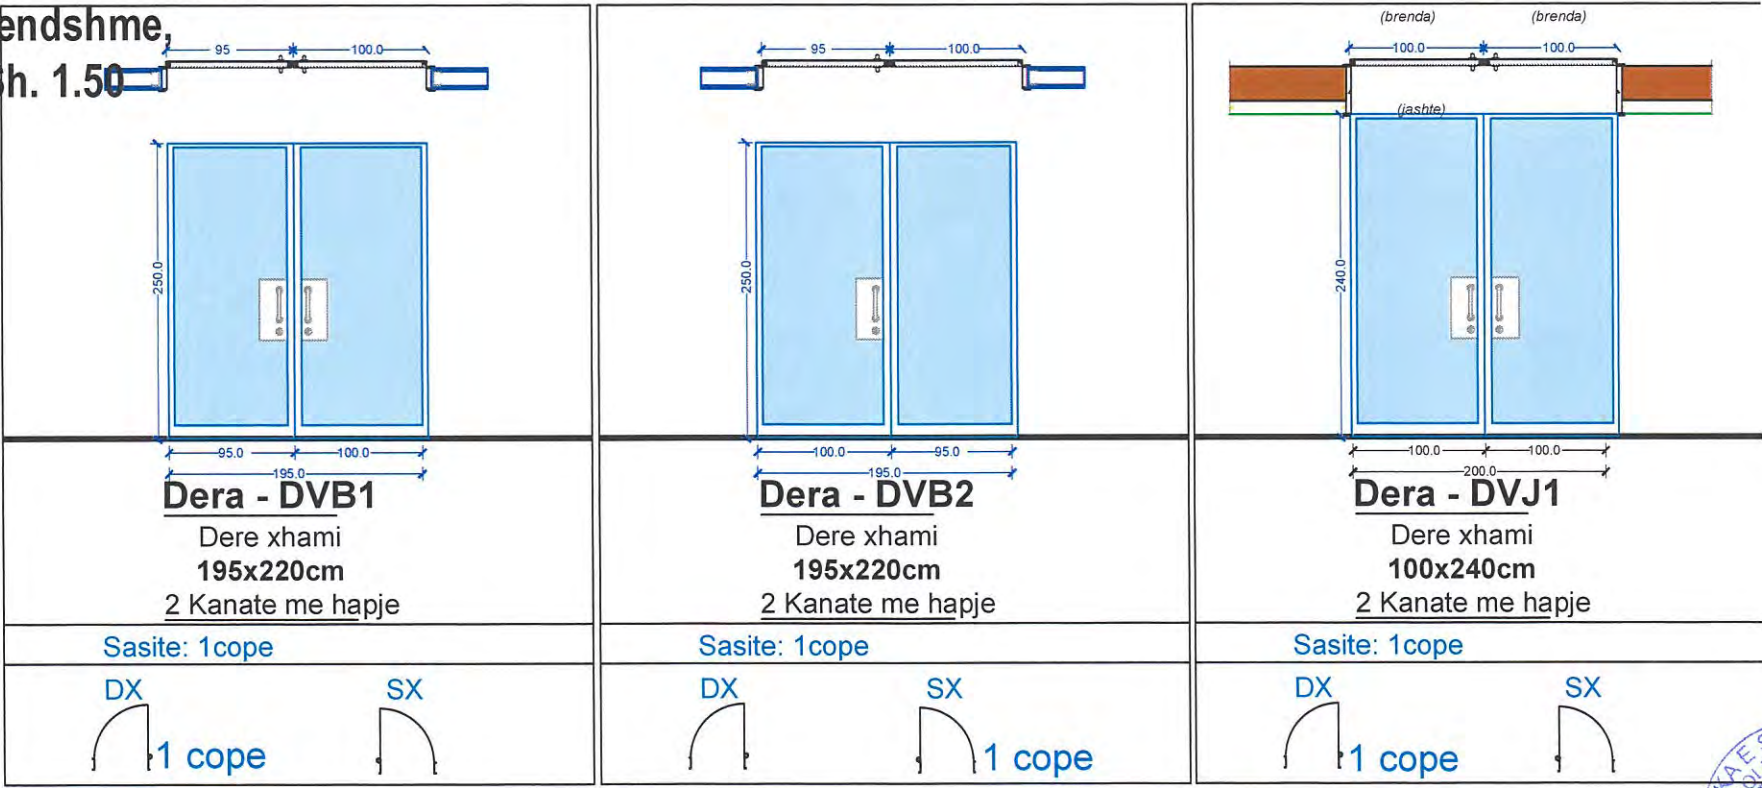 endshme,
h. 1.50
95
100.0
250.0
95.0
100.0
195.0
Dera - DVB1
Dere xhami
195x220cm
2 Kanate me hapje
Sasite: 1cope
DX
SX
1 cope
95
100.0
250.0
100.0
95.0
195.0
Dera - DVB2
Dere xhami
195x220cm
2 Kanate me hapje
Sasite: 1cope
DX
SX
1 cope
(brenda)
(brenda)
100.0
100.0
(jashte)
240.0
100.0
100.0
200.0
Dera - DVJ1
Dere xhami
100x240cm
2 Kanate me hapje
Sasite: 1cope
DX
SX
1 cope